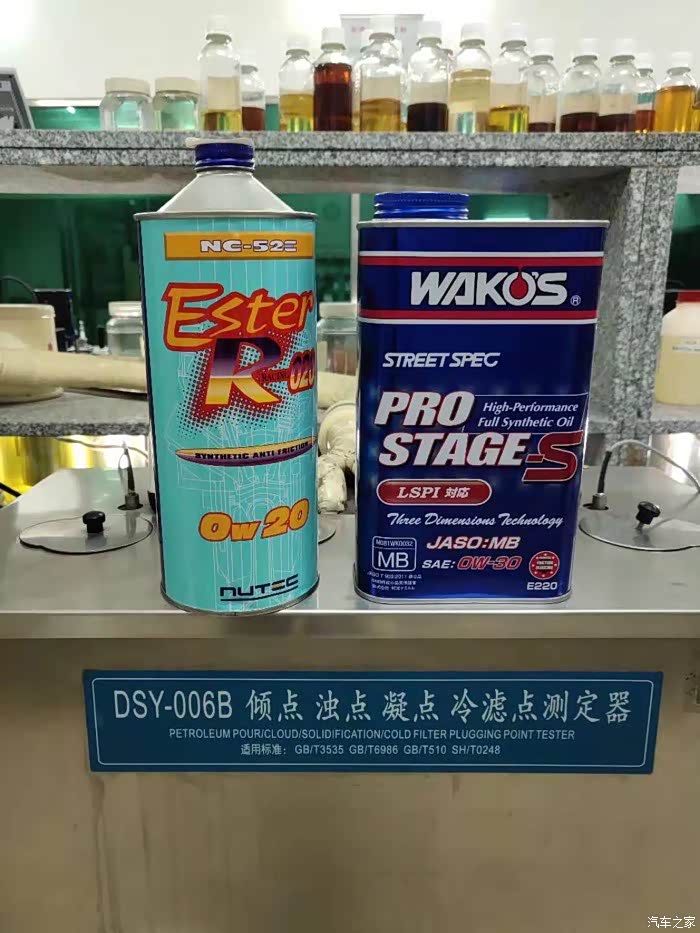 NC-52E
Ester
R
RACING
-020
SYNTHETIC ANTI FRICTION
0w20
NUTEC
WAKO'S ®
STREET SPEC
PRO
STAGE-S
High-Performance
Full Synthetic Oil
LSPI 対応
Three Dimensions Technology
MB
JASO:MB
SAE: 0W-30
E220
DSY-006B 倾点 浊点 凝点 冷滤点测定器
PETROLEUM POUR/CLOUD/SOLIDIFICATION/COLD FILTER PLUGGING POINT TESTER
适用标准: GB/T3535 GB/T6986 GB/T510 SH/T0248
汽车之家